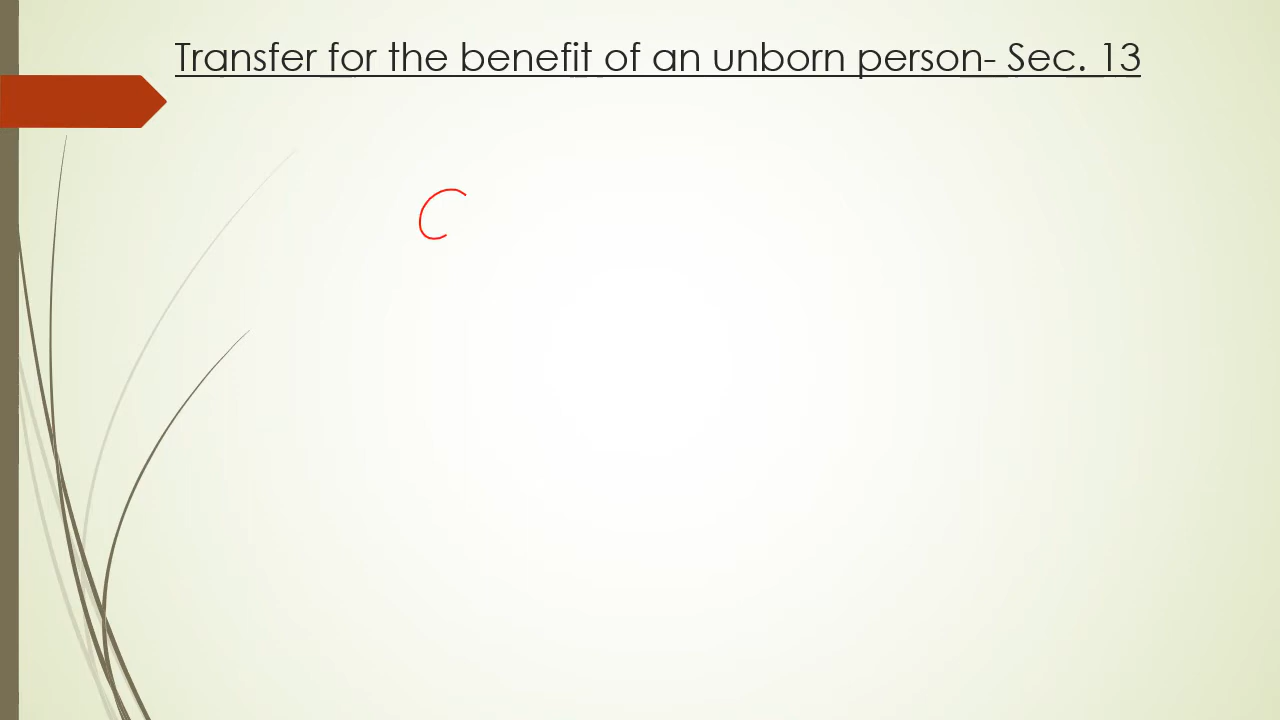 Transfer for the benefit of an unborn person- Sec. 13
C